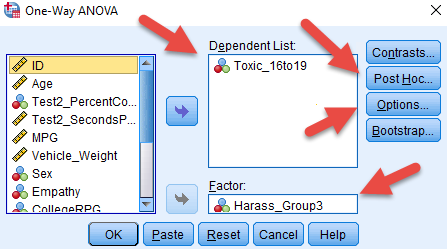 One-Way ANOVA
Dependent List:
ID
Age
Test2_PercentCo...
Test2_SecondsP...
MPG
Vehicle_Weight
Sex
Empathy
CollegeRPG
Toxic_16to19
Contrasts...
Post Hoc...
Options...
Bootstrap...
Factor:
Harass_Group3
OK
Paste
Reset
Cancel
Help